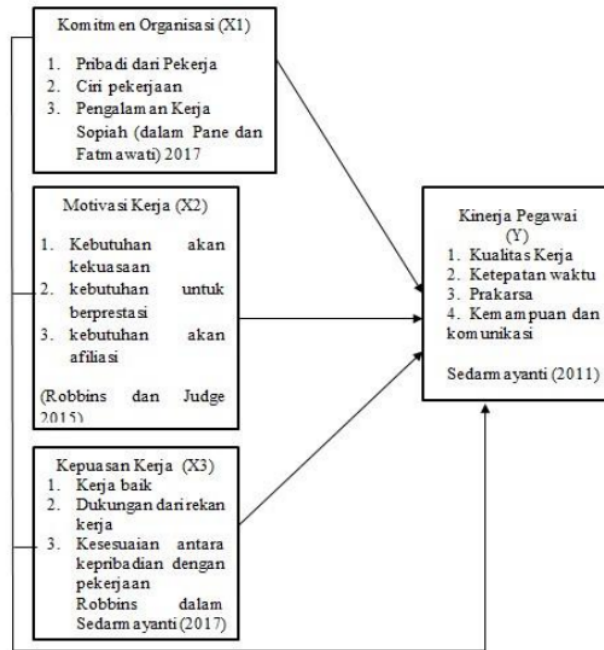 Komitmen Organisasi (X1)
1. Pribadi dari Pekerja
2. Ciri pekerjaan
3. Pengalaman Kerja
Sopiah (dalam Pane dan
Fatmawati) 2017
Motivasi Kerja (X2)
1. Kebutuhan akan
kekuasaan
2. kebutuhan untuk
berprestasi
3. kebutuhan akan
afiliasi
(Robbins dan Judge
2015)
Kepuasan Kerja (X3)
1. Kerja baik
2. Dukungan dari rekan
kerja
3. Kesesuaian antara
kepribadian dengan
pekerjaan
Robbins dalam
Sedarmayanti (2017)
Kinerja Pegawai
(Y)
1. Kualitas Kerja
2. Ketepatan waktu
3. Prakarsa
4. Kemampuan dan
komunikasi
Sedarmayanti (2011)